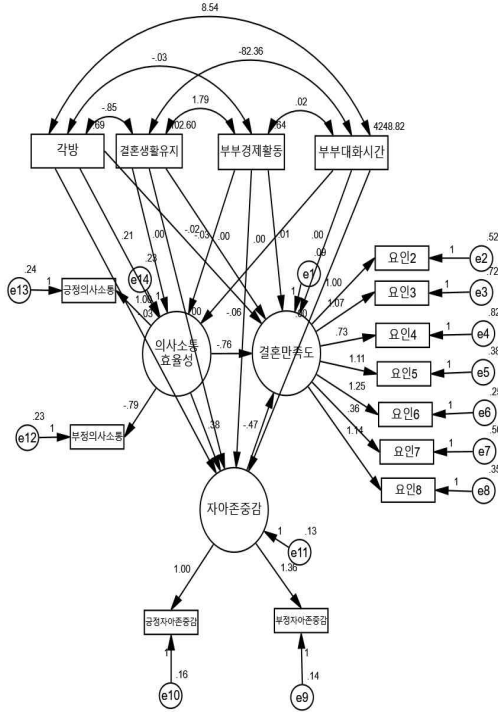 8.54
-82.36
-.03
-.85
1.79
.02
.69
402.60
.64
4248.82
각방
결혼생활유지
부부경제활동
부부대화시간
.21
.23
.00
-.02
-.03
.00
.00
.01
.00
.09
.24
e13
1
긍정의사소통
e14
1
1.00
.03
.00
-.06
e1
1
.30
1.00
요인2
1
e2
.52
1.07
요인3
1
e3
.72
의사소통
효율성
-.76
결혼만족도
.73
요인4
1
e4
.82
1.11
요인5
1
e5
.38
1.25
요인6
1
e6
.36
요인7
1
e7
1.14
요인8
1
e8
.35
.23
e12
1
부정의사소통
-.79
.38
-.47
자아존중감
1
.13
e11
1.00
1.36
긍정자아존중감
부정자아존중감
1
1
.16
.14
e10
e9